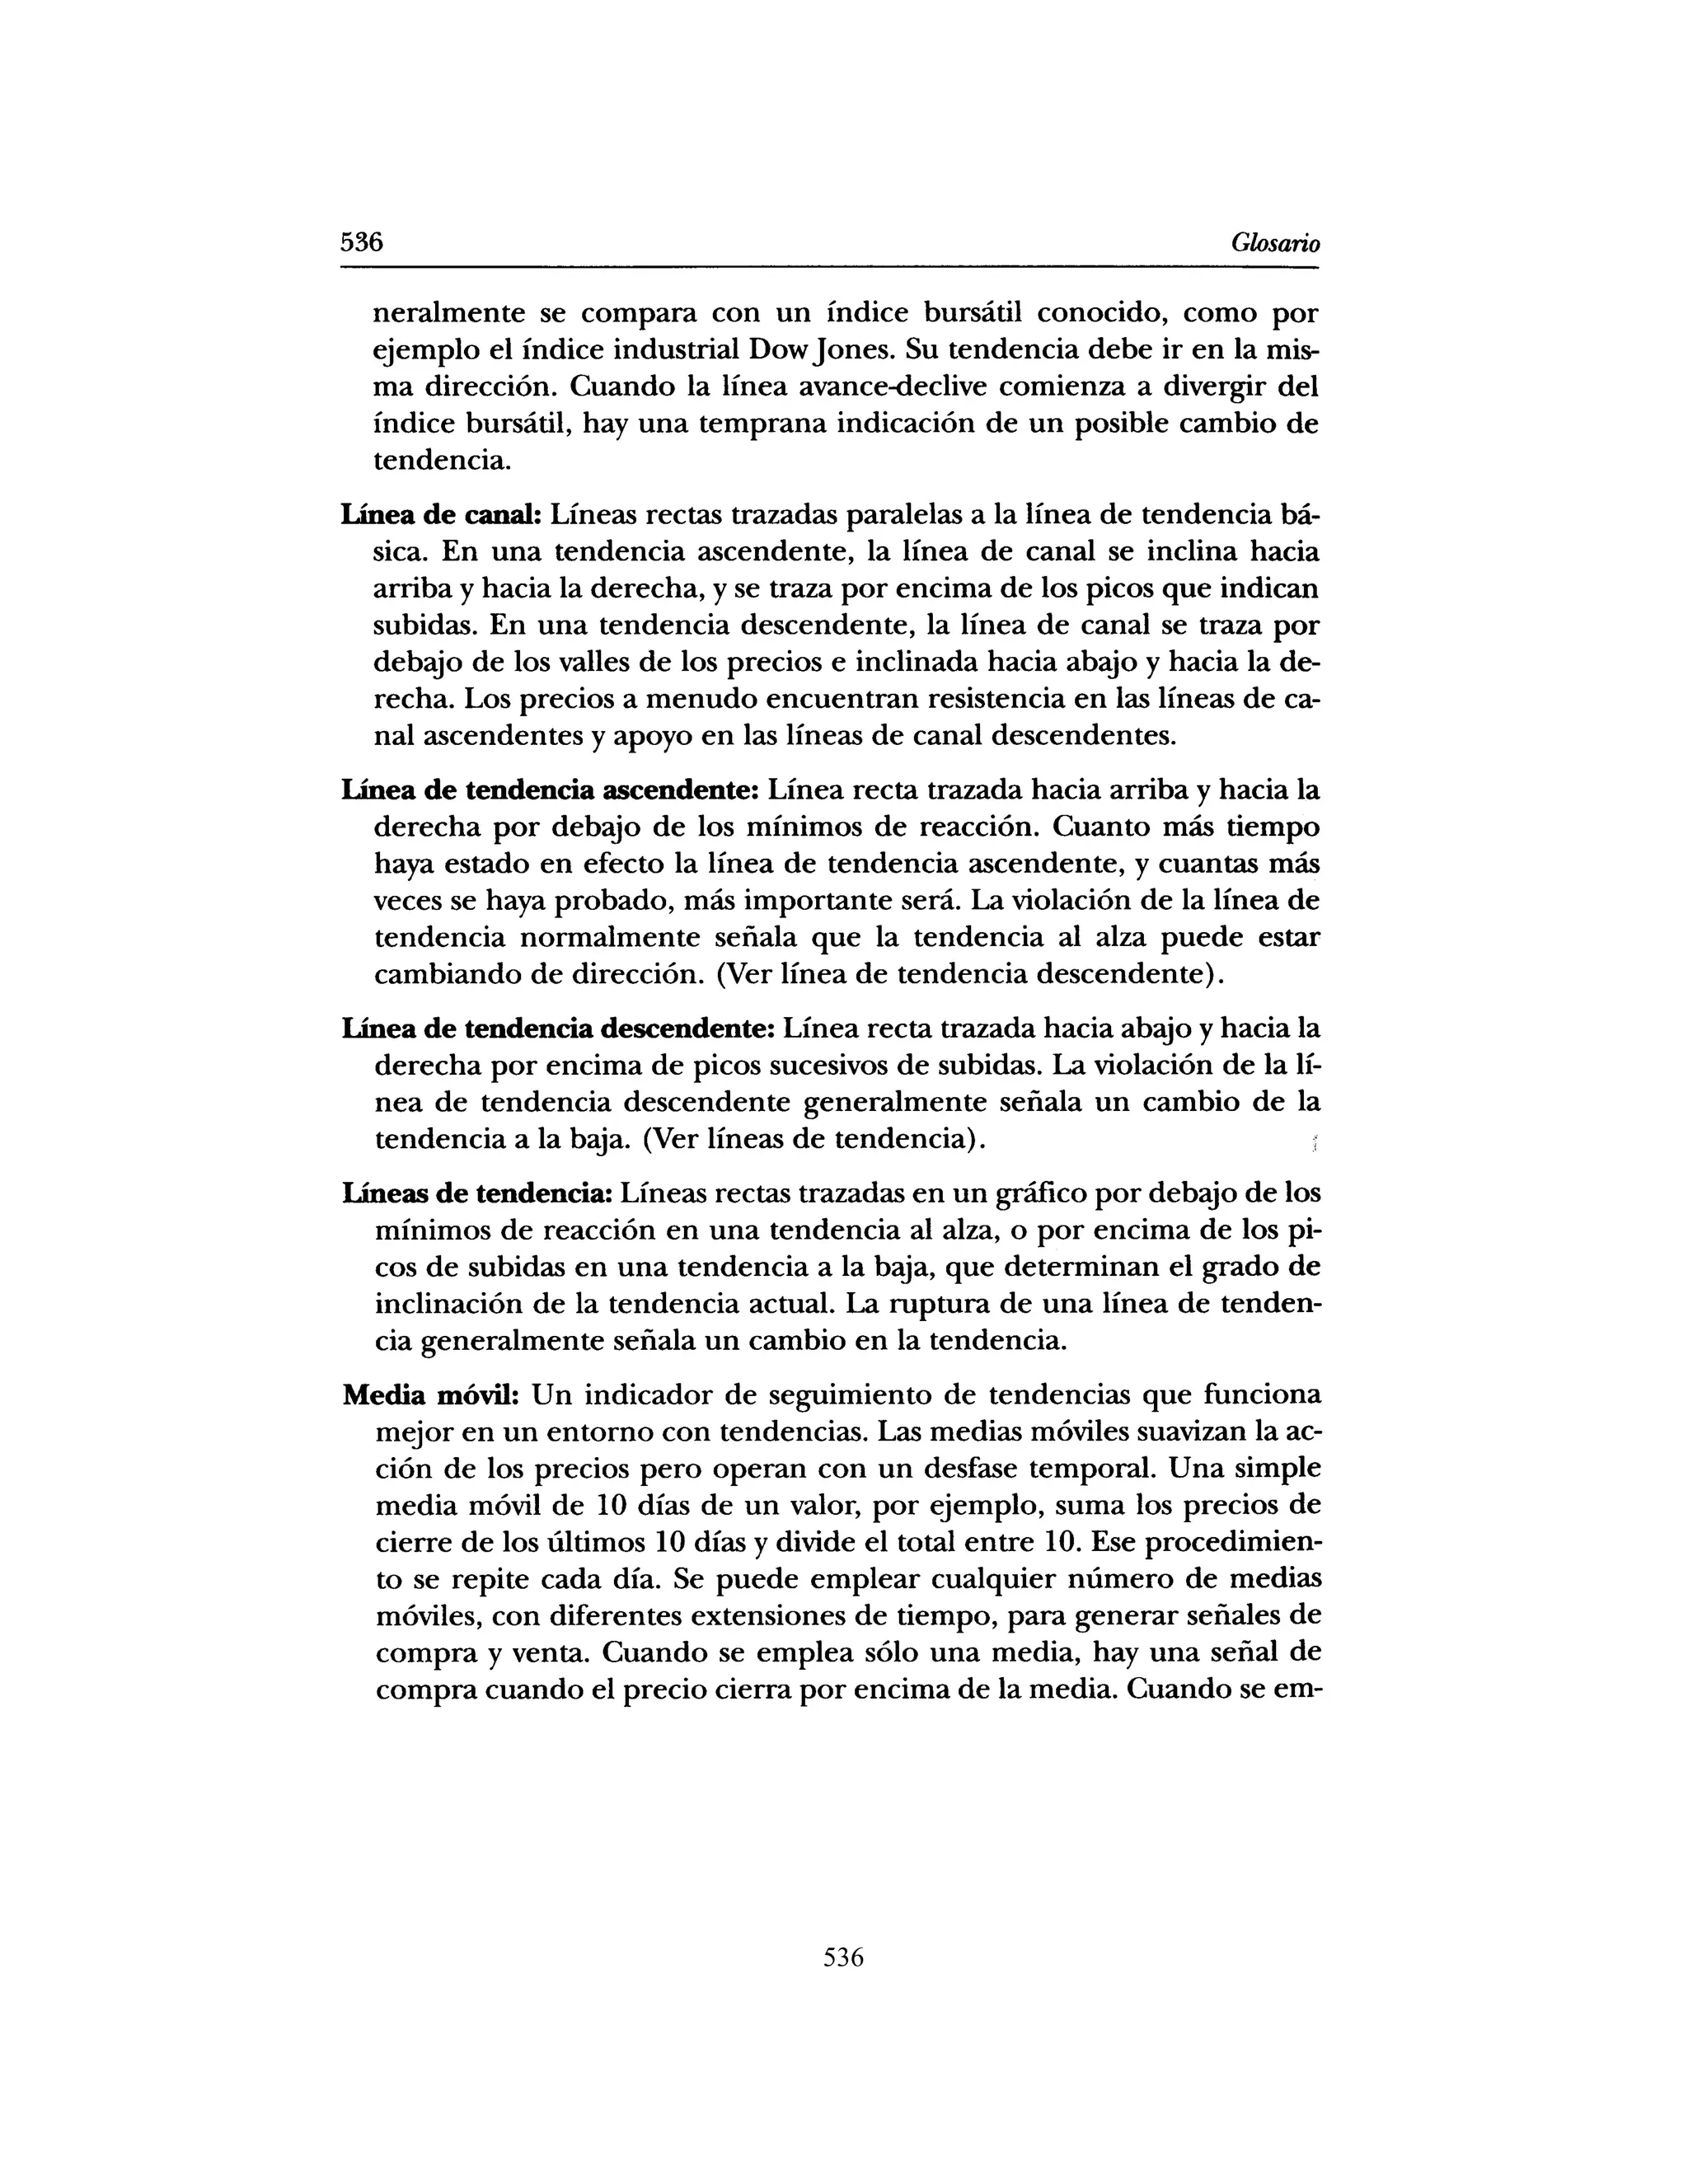 536 Glosario
neralmente se compara con un índice bursátil conocido, como por
ejemplo el índice industrial Dow Jones. Su tendencia debe ir en la mis-
ma dirección. Cuando la línea avance-declive comienza a divergir del
índice bursátil, hay una temprana indicación de un posible cambio de
tendencia.
Línea de canal: Líneas rectas trazadas paralelas a la línea de tendencia bá-
sica. En una tendencia ascendente, la línea de canal se inclina hacia
arriba y hacia la derecha, y se traza por encima de los picos que indican
subidas. En una tendencia descendente, la línea de canal se traza por
debajo de los valles de los precios e inclinada hacia abajo y hacia la de-
recha. Los precios a menudo encuentran resistencia en las líneas de ca-
nal ascendentes y apoyo en las líneas de canal descendentes.
Línea de tendencia ascendente: Línea recta trazada hacia arriba y hacia la
derecha por debajo de los mínimos de reacción. Cuanto más tiempo
haya estado en efecto la línea de tendencia ascendente, y cuantas más
veces se haya probado, más importante será. La violación de la línea de
tendencia normalmente señala que la tendencia al alza puede estar
cambiando de dirección. (Ver línea de tendencia descendente).
Línea de tendencia descendente: Línea recta trazada hacia abajo y hacia la
derecha por encima de picos sucesivos de subidas. La violación de la lí-
nea de tendencia descendente generalmente señala un cambio de la
tendencia a la baja. (Ver líneas de tendencia).
Líneas de tendencia: Líneas rectas trazadas en un gráfico por debajo de los
mínimos de reacción en una tendencia al alza, o por encima de los pi-
cos de subidas en una tendencia a la baja, que determinan el grado de
inclinación de la tendencia actual. La ruptura de una línea de tenden-
cia generalmente señala un cambio en la tendencia.
Media móvil: Un indicador de seguimiento de tendencias que funciona
mejor en un entorno con tendencias. Las medias móviles suavizan la ac-
ción de los precios pero operan con un desfase temporal. Una simple
media móvil de 10 días de un valor, por ejemplo, suma los precios de
cierre de los últimos 10 días y divide el total entre 10. Ese procedimien-
to se repite cada día. Se puede emplear cualquier número de medias
móviles, con diferentes extensiones de tiempo, para generar señales de
compra y venta. Cuando se emplea sólo una media, hay una señal de
compra cuando el precio cierra por encima de la media. Cuando se em-
536